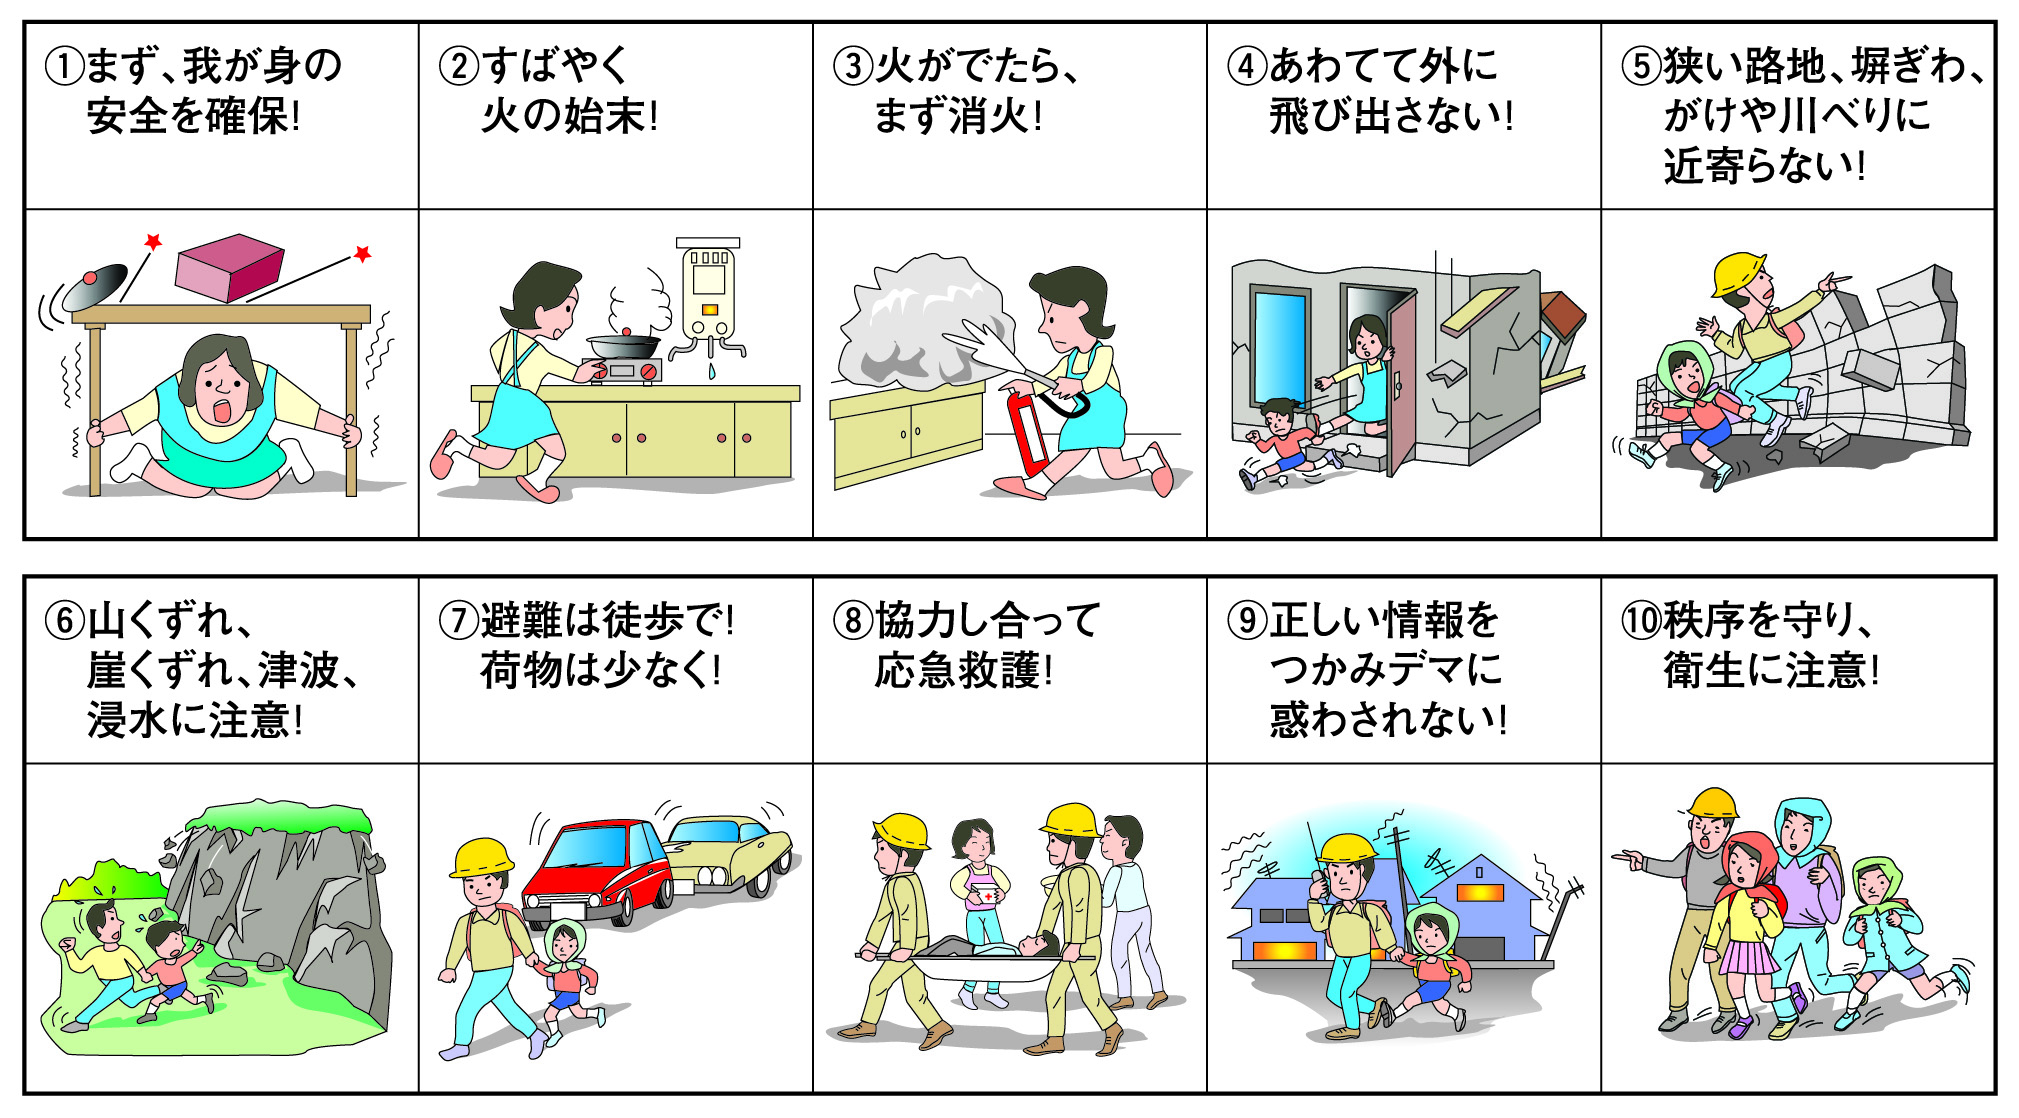 ①まず、我が身の
安全を確保!
②すばやく
火の始末!
③火がでたら、
まず消火!
④あわてて外に
飛び出さない!
⑤狭い路地、塀ぎわ、
がけや川べりに
近寄らない!
⑥山くずれ、
崖くずれ、津波、
浸水に注意!
⑦避難は徒歩で!
荷物は少なく!
⑧協力し合って
応急救護!
⑨正しい情報を
つかみデマに
惑わされない!
⑩秩序を守り、
衛生に注意!